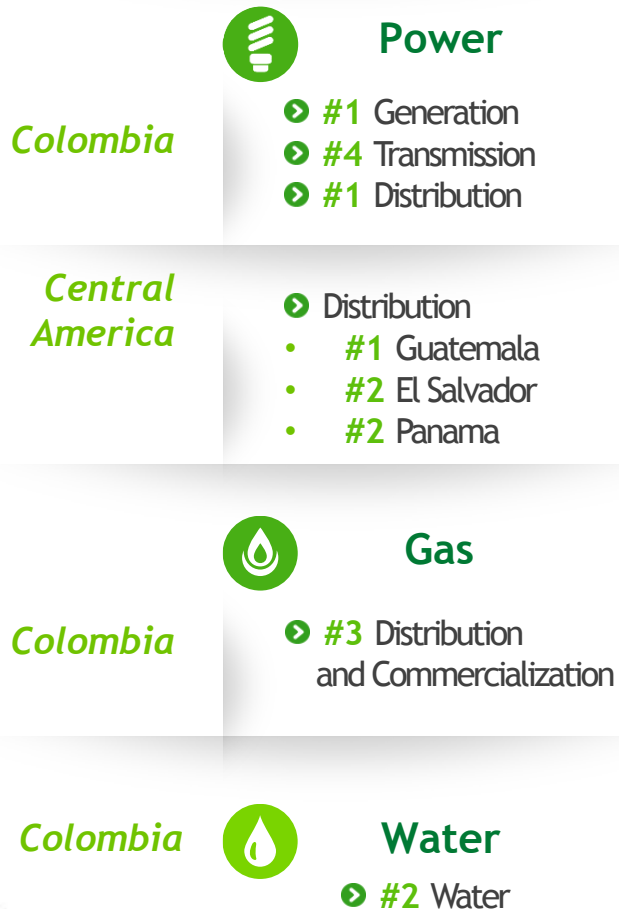 Power
Colombia
#1 Generation
#4 Transmission
#1 Distribution
Central
America
Distribution
• #1 Guatemala
• #2 El Salvador
• #2 Panama
Gas
Colombia
#3 Distribution
and Commercialization
Colombia
Water
#2 Water